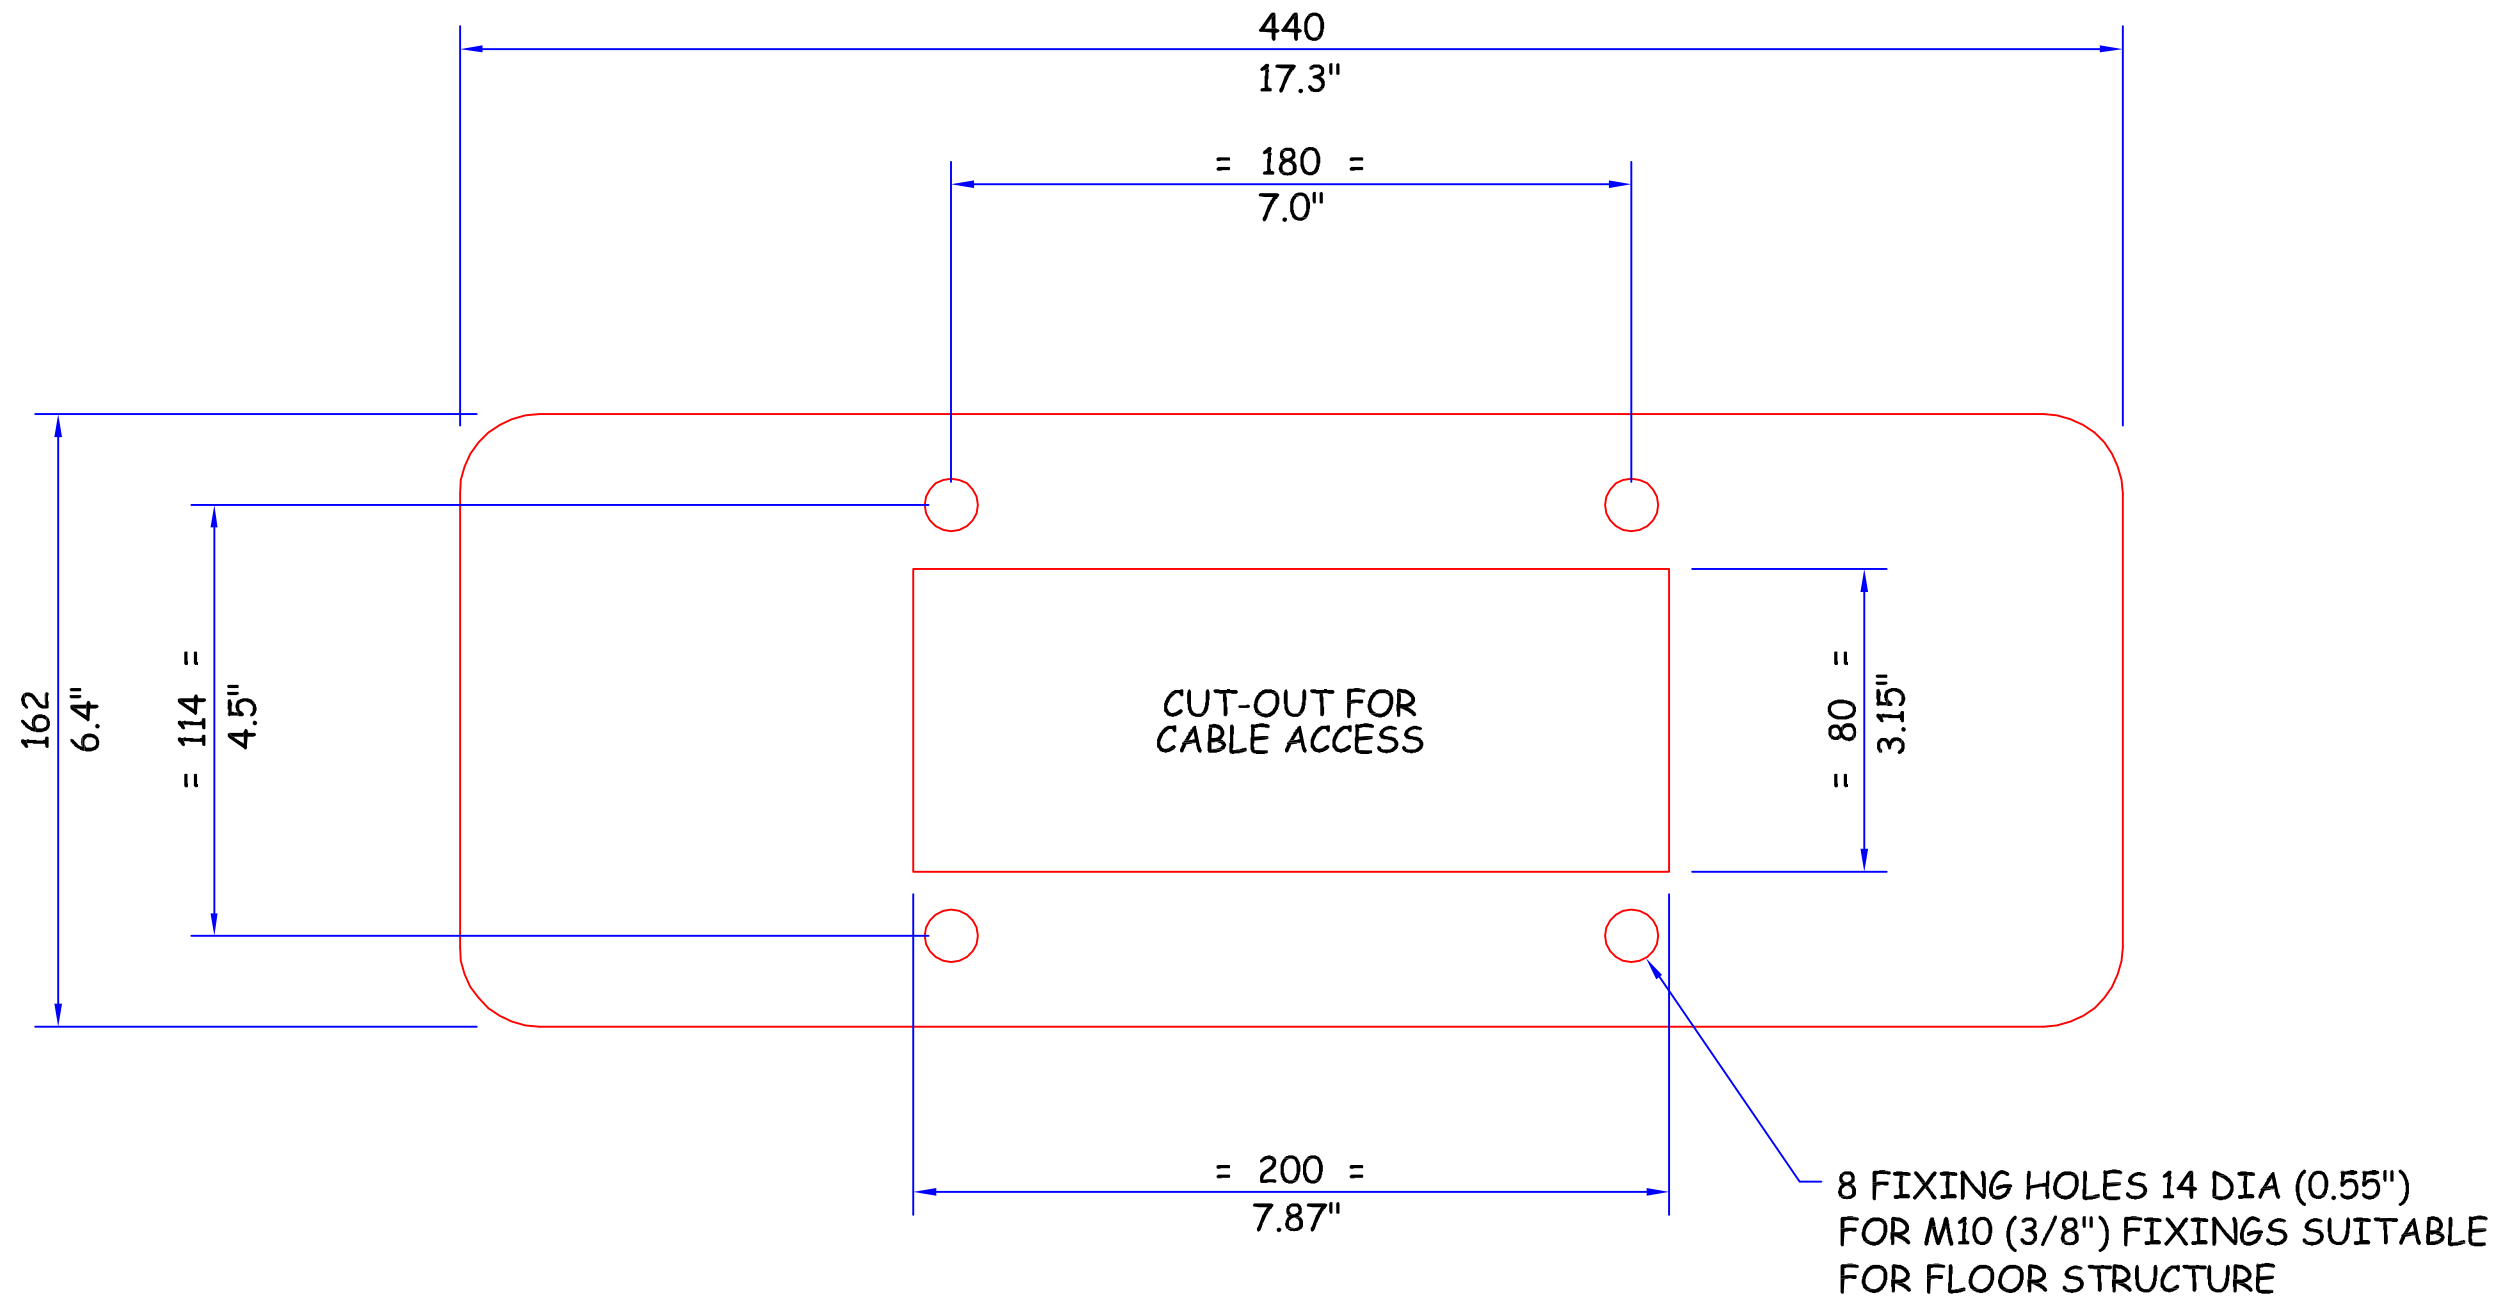 440
17.3"
= 180 =
7.0"
162
6.4"
= 114 =
4.5"
CUT-OUT FOR
CABLE ACCESS
= 80 =
3.15"
= 200 =
7.87"
8 FIXING HOLES 14 DIA (0.55")
FOR M10 (3/8") FIXINGS SUITABLE
FOR FLOOR STRUCTURE